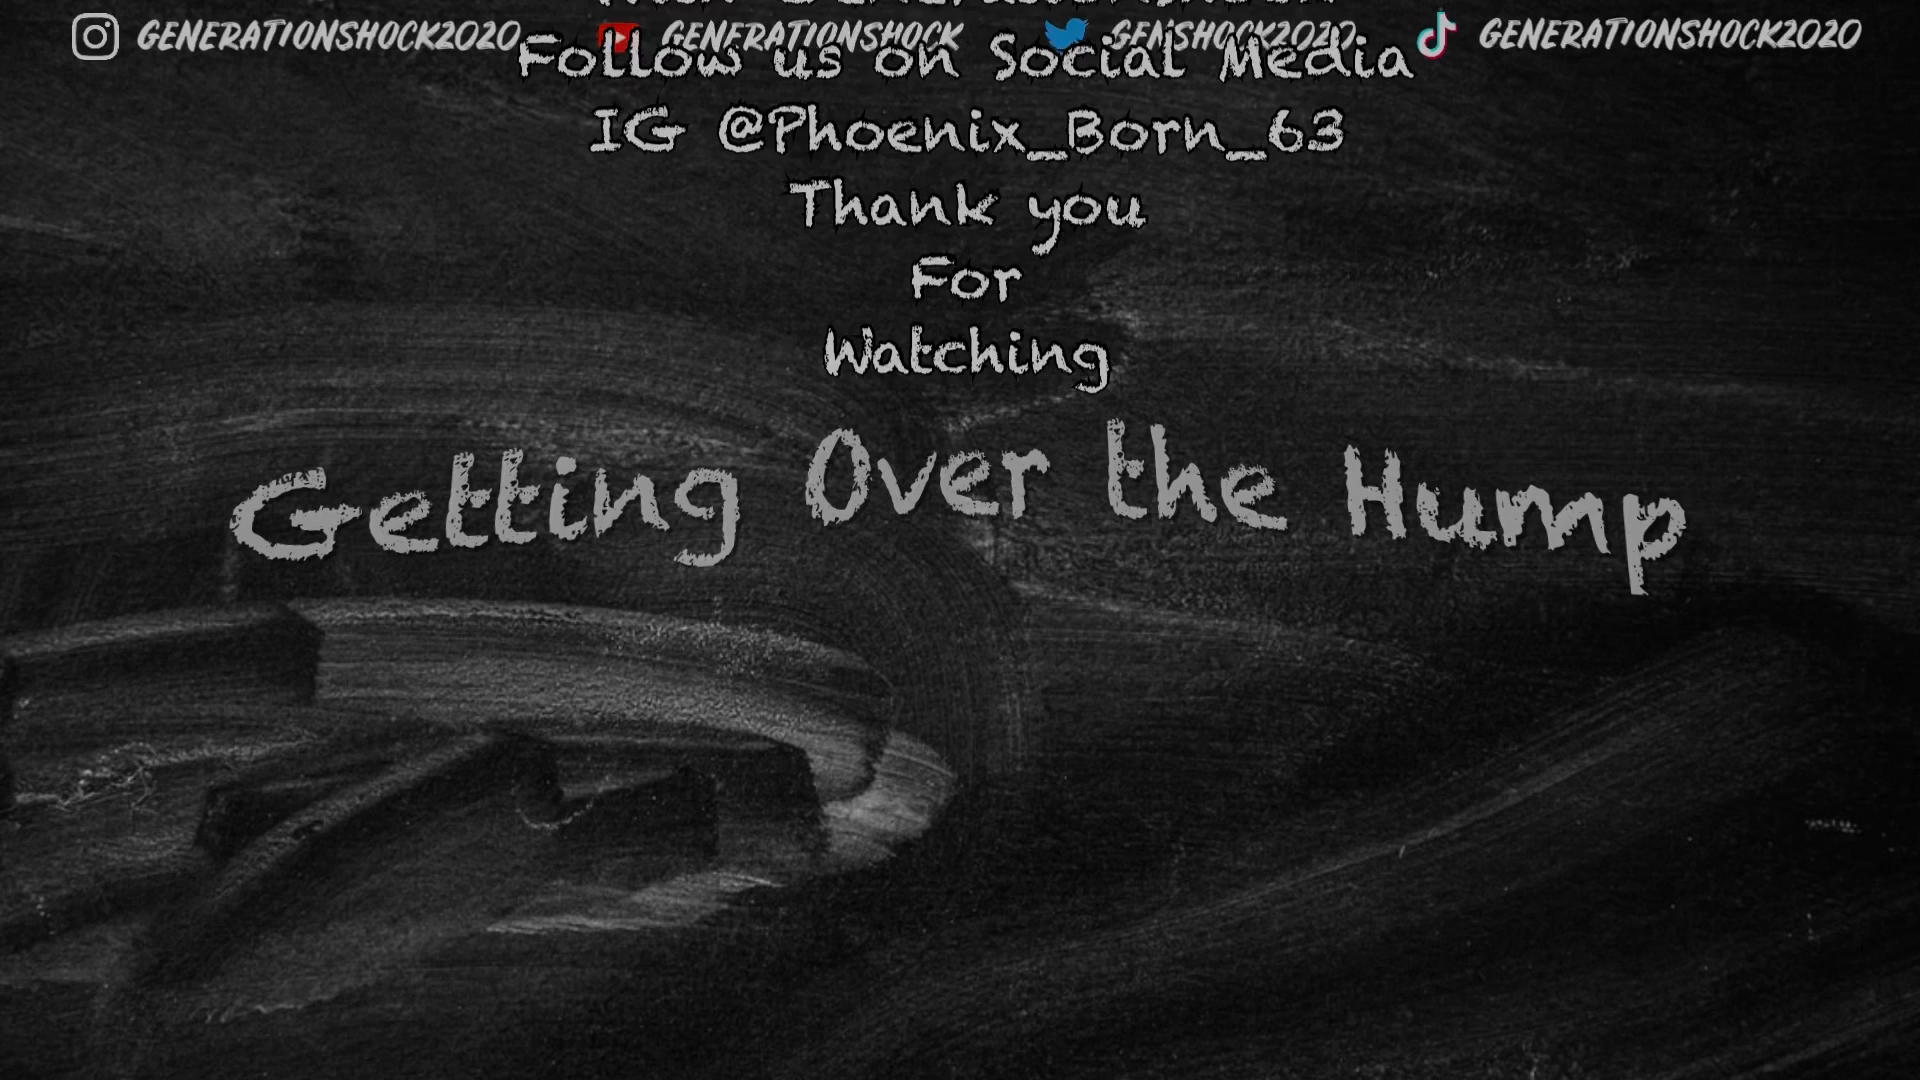 GENERATIONSHOCK2020 GENERATIONSHOCK GENSHOCK2020 GENERATIONSHOCK2020
Follow us on Social Media
IG @Phoenix_Born_63
Thank you
For
Watching
Getting Over the Hump